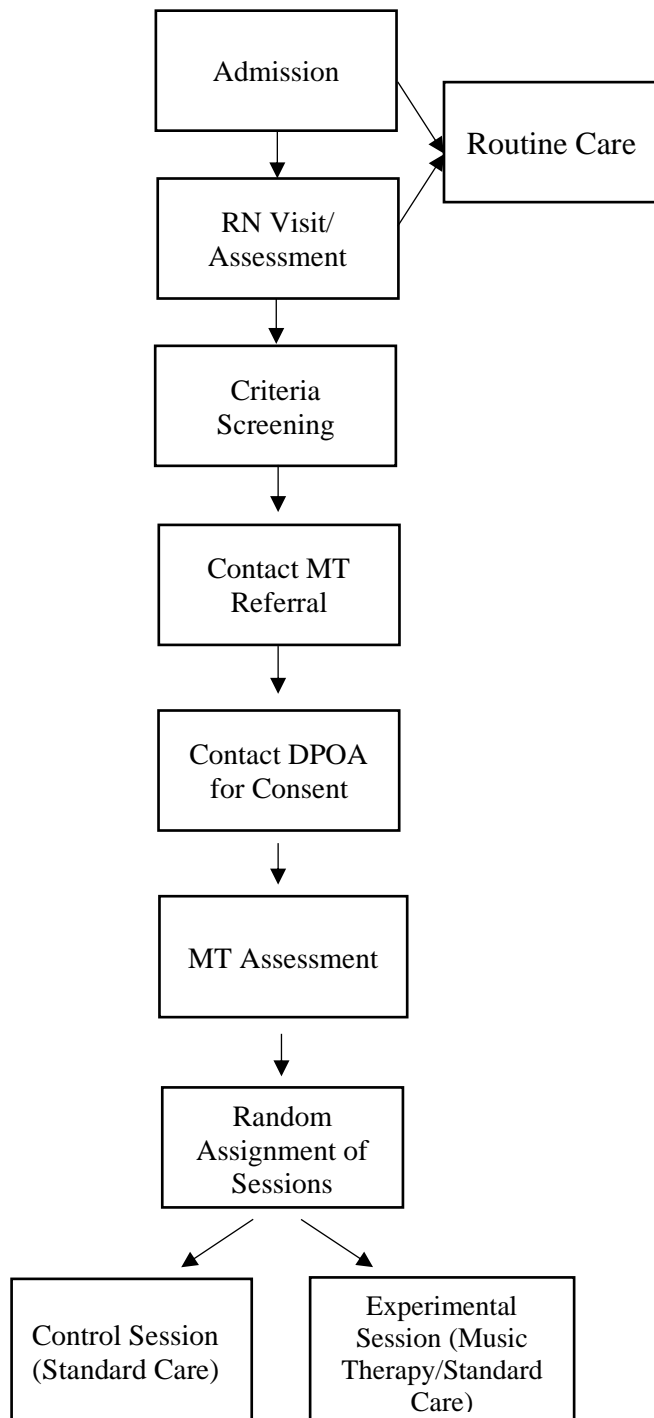 Admission
Routine Care
RN Visit/
Assessment
Criteria
Screening
Contact MT
Referral
Contact DPOA
for Consent
MT Assessment
Random
Assignment of
Sessions
Control Session
(Standard Care)
Experimental
Session (Music
Therapy/Standard
Care)